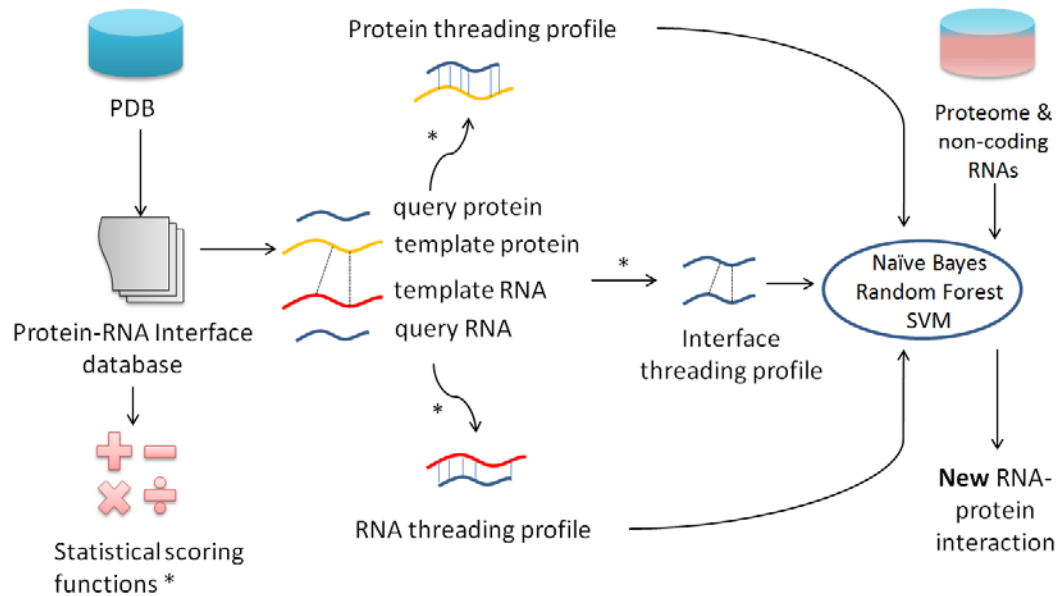 Protein threading profile
PDB
*
Proteome &
non-coding
RNAs
query protein
template protein
*
template RNA
query RNA
Naïve Bayes
Random Forest
SVM
Protein-RNA Interface
database
Interface
threading profile
*
RNA threading profile
New RNA-
protein
interaction
Statistical scoring
functions *